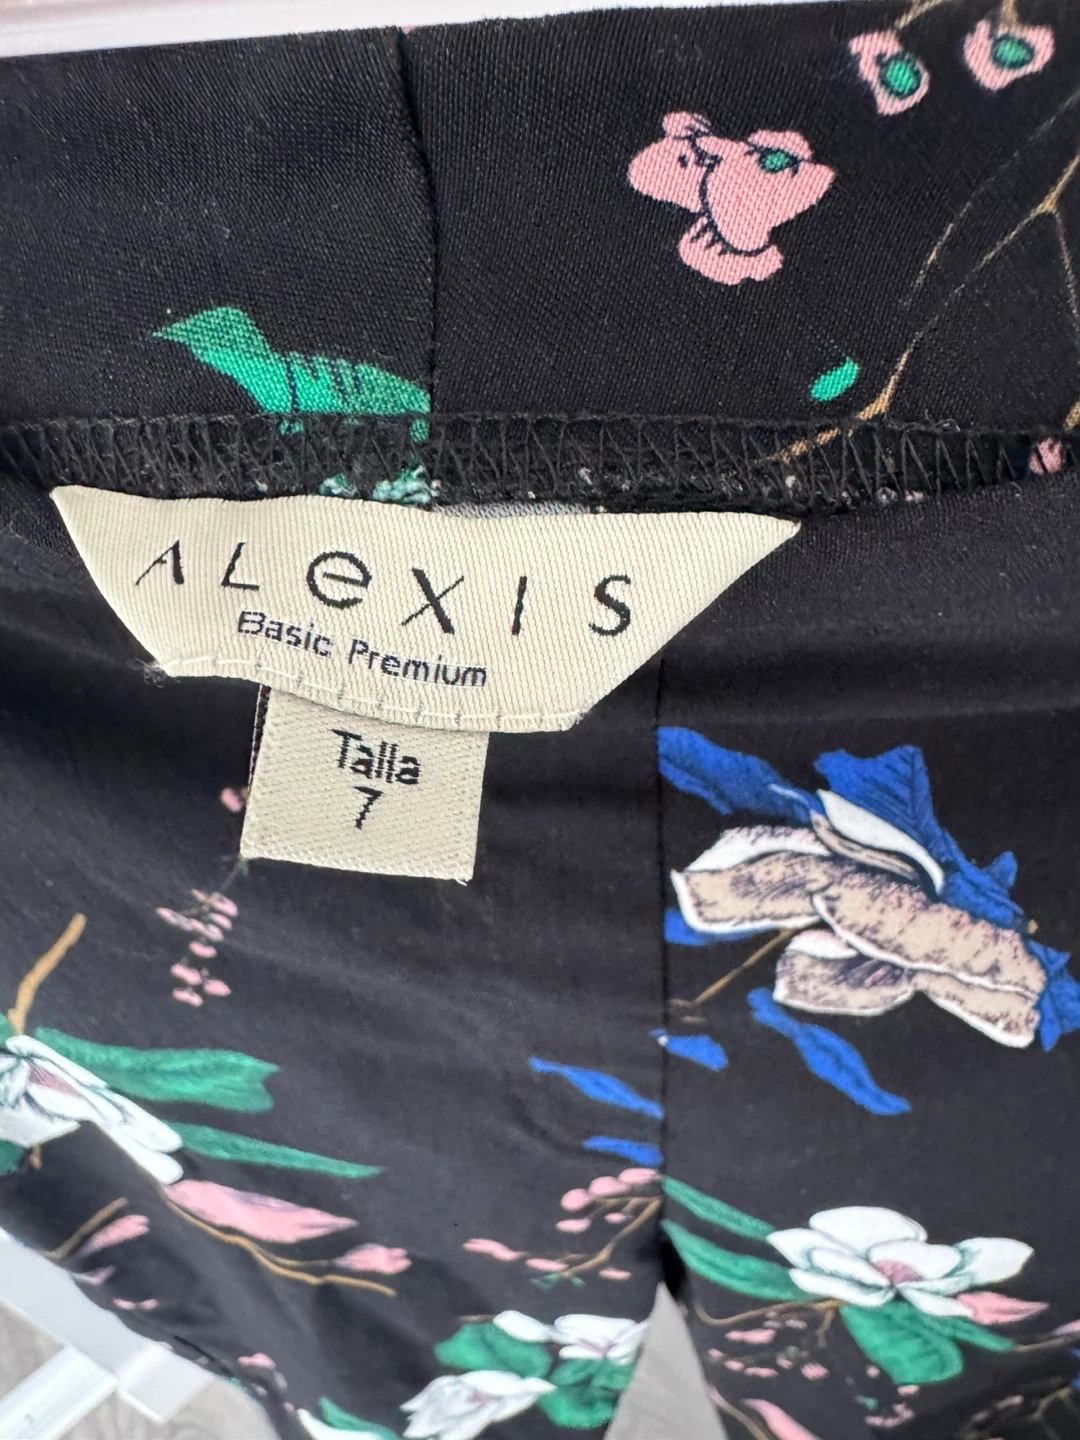 ALeXIS
Basic Premium
Talla
7